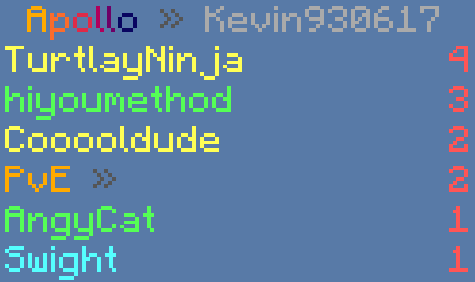 Apollo » Kevin930617
TurtlayNinja 4
hiyoumethod 3
Cooooldude 2
PvE » 2
AngyCat 1
Swight 1